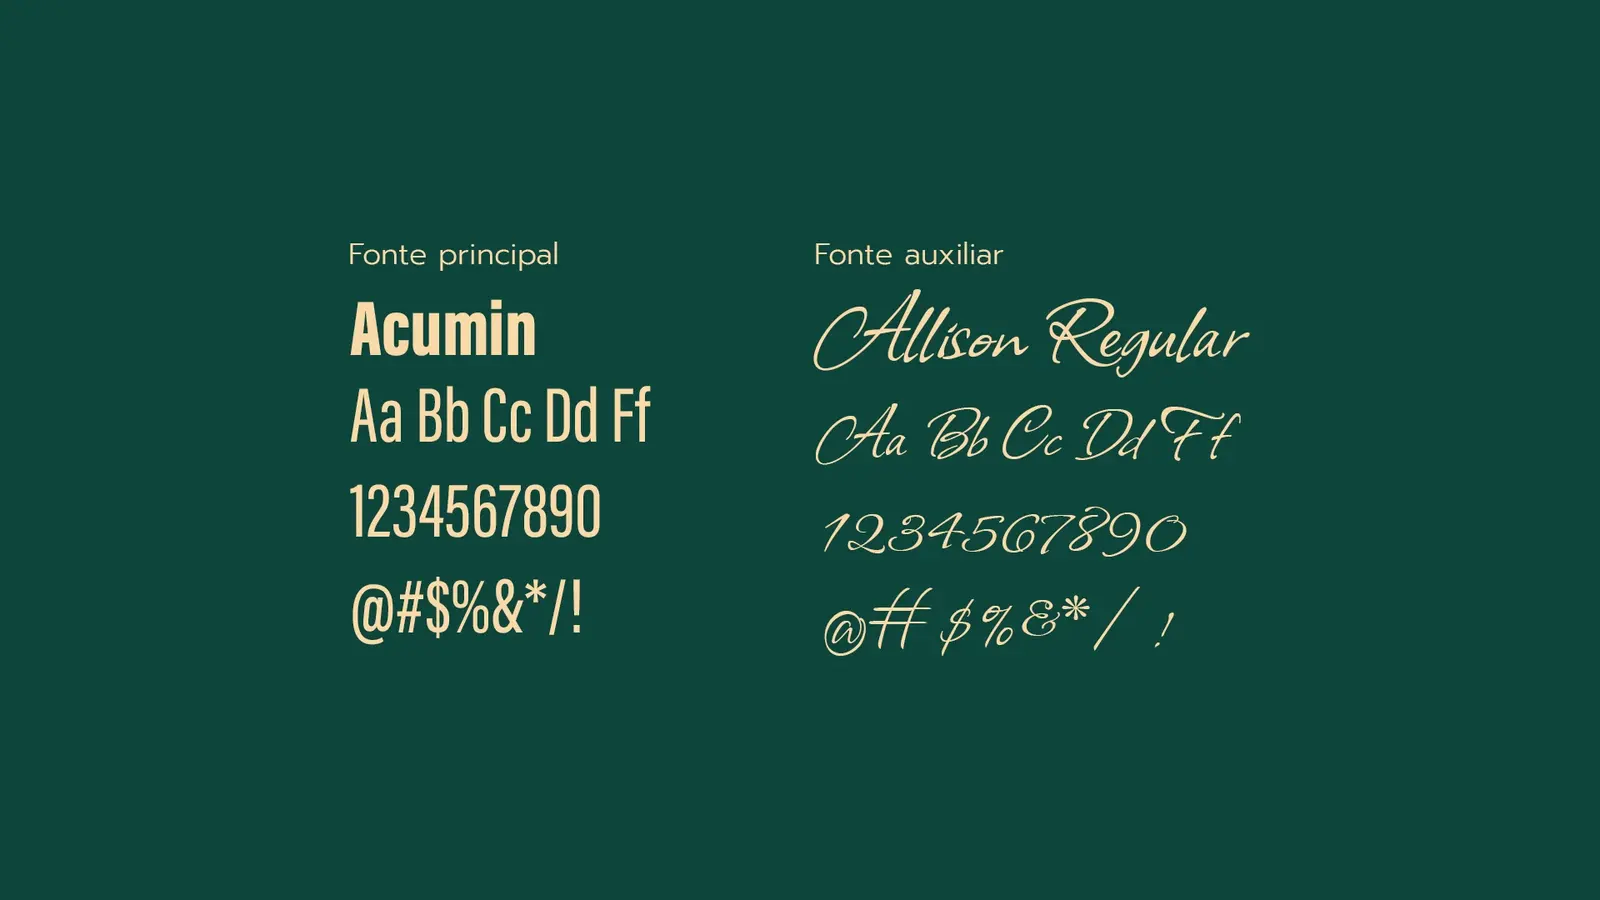 Fonte principal
Acumin
Aa Bb Cc Dd Ff
1234567890
@#$%&*/!
Fonte auxiliar
Allison Regular
Aa Bb Cc Dd Ff
1234567890
@#$%&*/ !